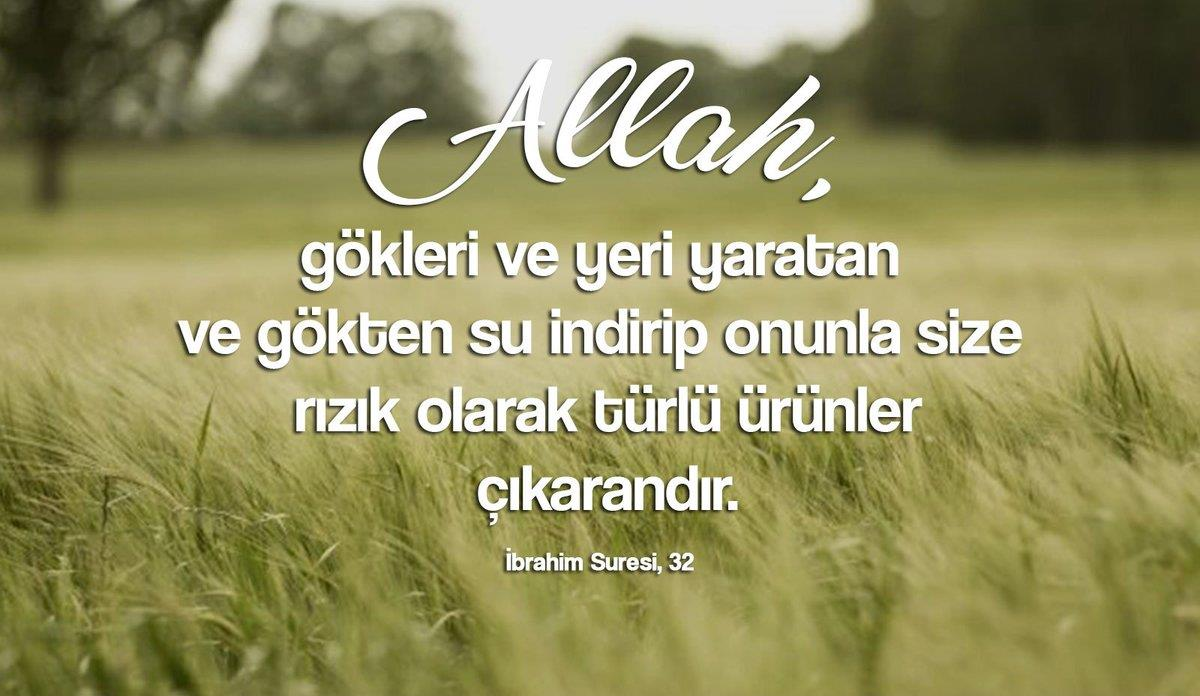 Allah,
gökleri ve yeri yaratan
ve gökten su indirip onunla size
rızık olarak türlü ürünler
çıkarandır.
İbrahim Suresi, 32